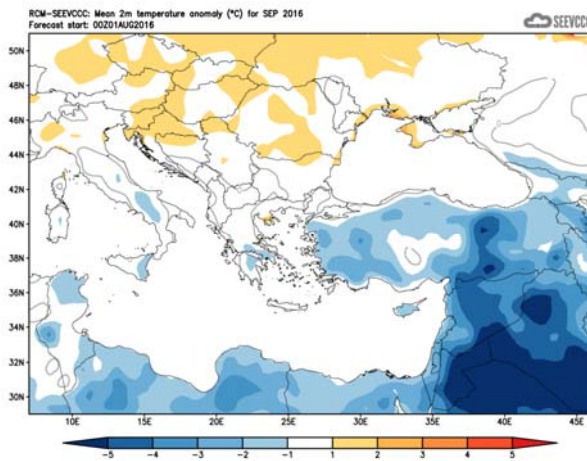 RCM-SEEVCCC: Mean 2m temperature anomaly (°C) for SEP 2016
Forecast start: 00Z01AUG2016
SEEVCCC
50N
48N
46N
44N
42N
40N
38N
36N
34N
32N
30N
10E 15E 20E 25E 30E 35E 40E 45E
-5 -4 -3 -2 -1 1 2 3 4 5